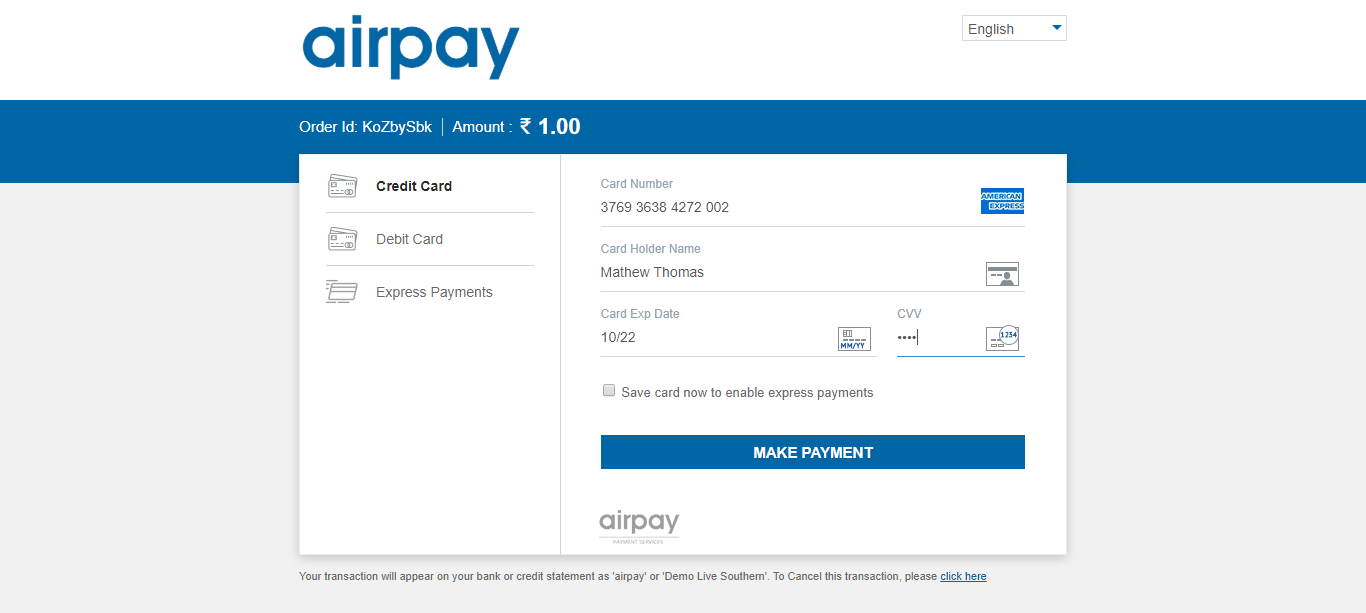 airpay
English
Order Id: KoZbySbk
Amount : ₹ 1.00
Credit Card
Debit Card
Express Payments
Card Number
3769 3638 4272 002
AMERICAN
EXPRESS
Card Holder Name
Mathew Thomas
Card Exp Date
10/22
MM/YY
CVV
••••
1234
Save card now to enable express payments
MAKE PAYMENT
airpay
PAYMENT SERVICES
Your transaction will appear on your bank or credit statement as 'airpay' or 'Demo Live Southern'. To Cancel this transaction, please click here